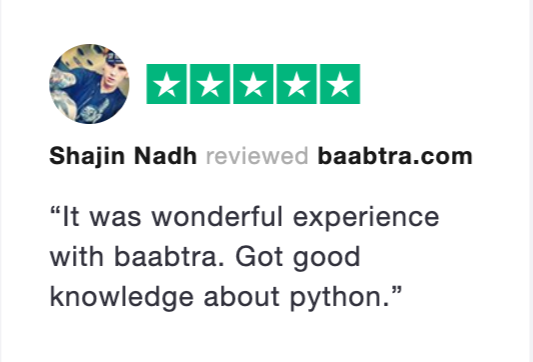 Shajin Nadh reviewed baabtra.com
“It was wonderful experience
with baabtra. Got good
knowledge about python.”